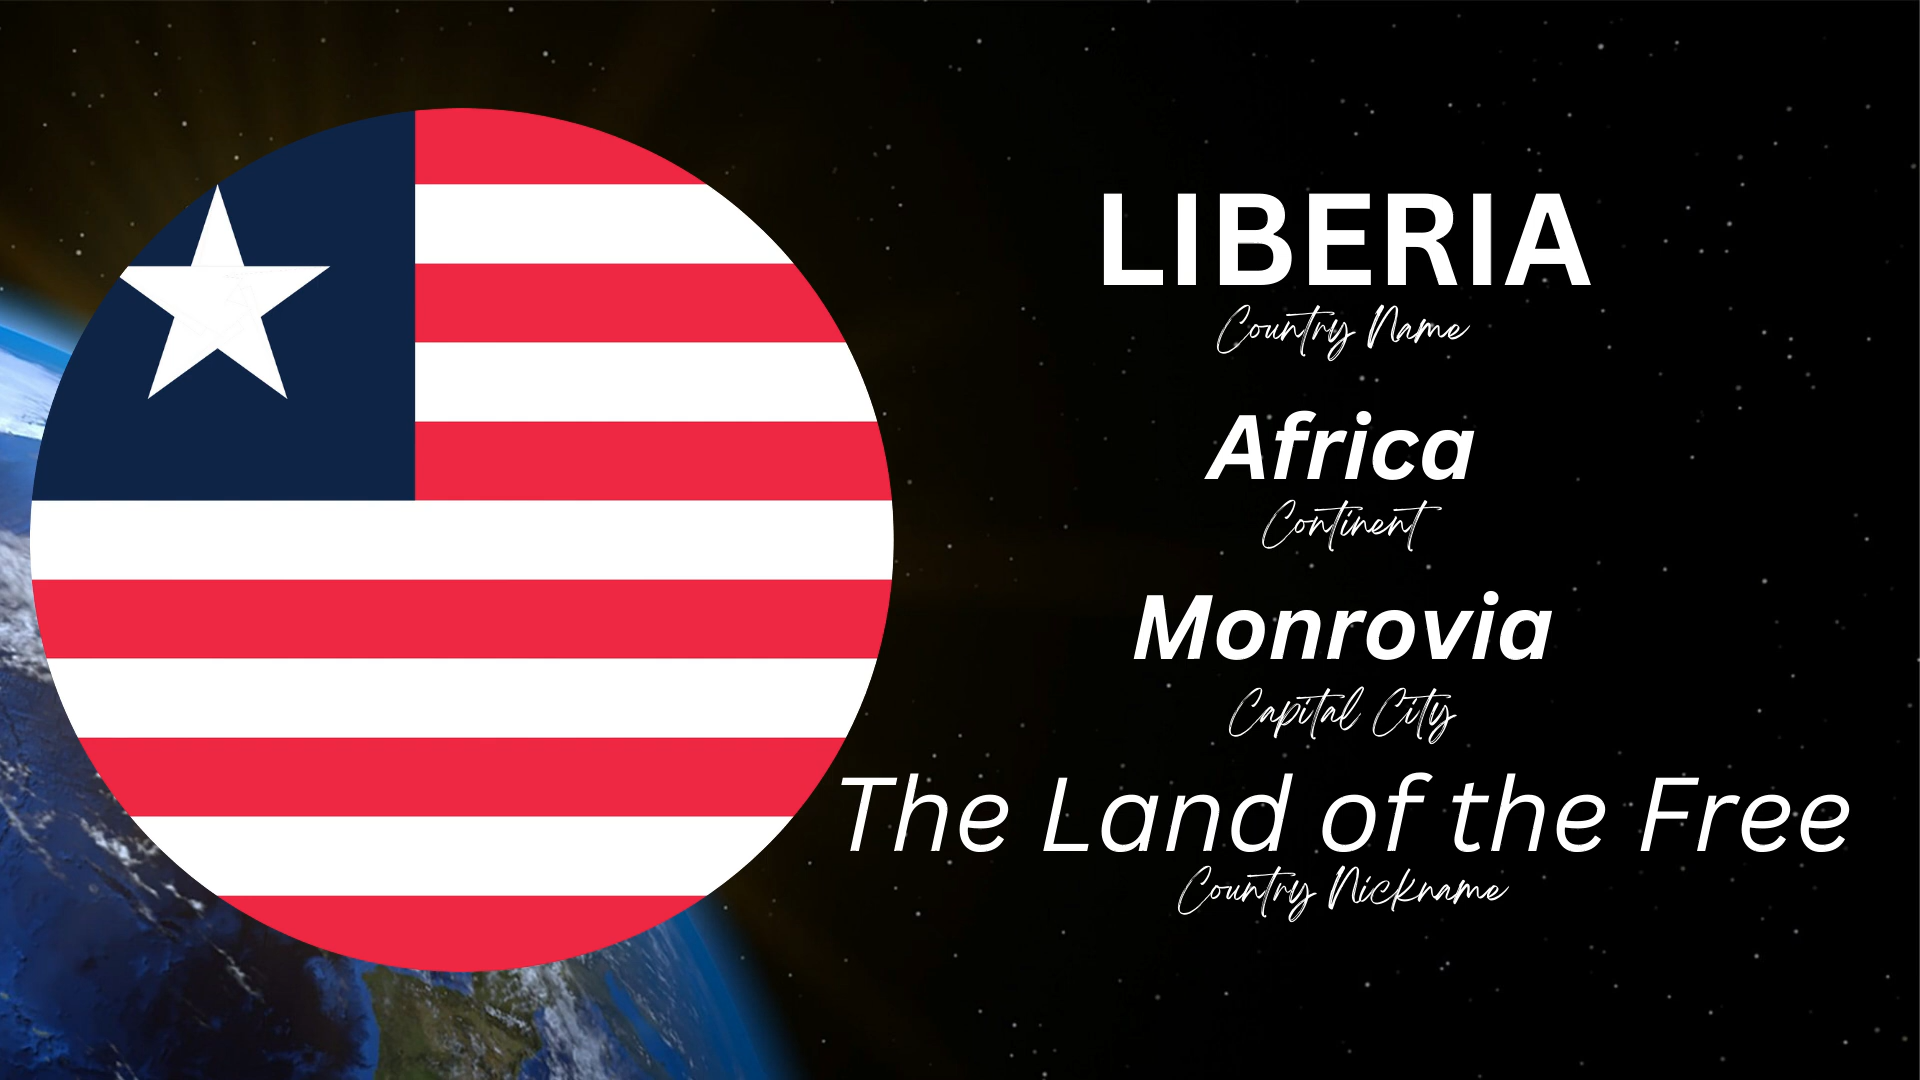 LIBERIA
Country Name
Africa
Continent
Monrovia
Capital City
The Land of the Free
Country Nickname